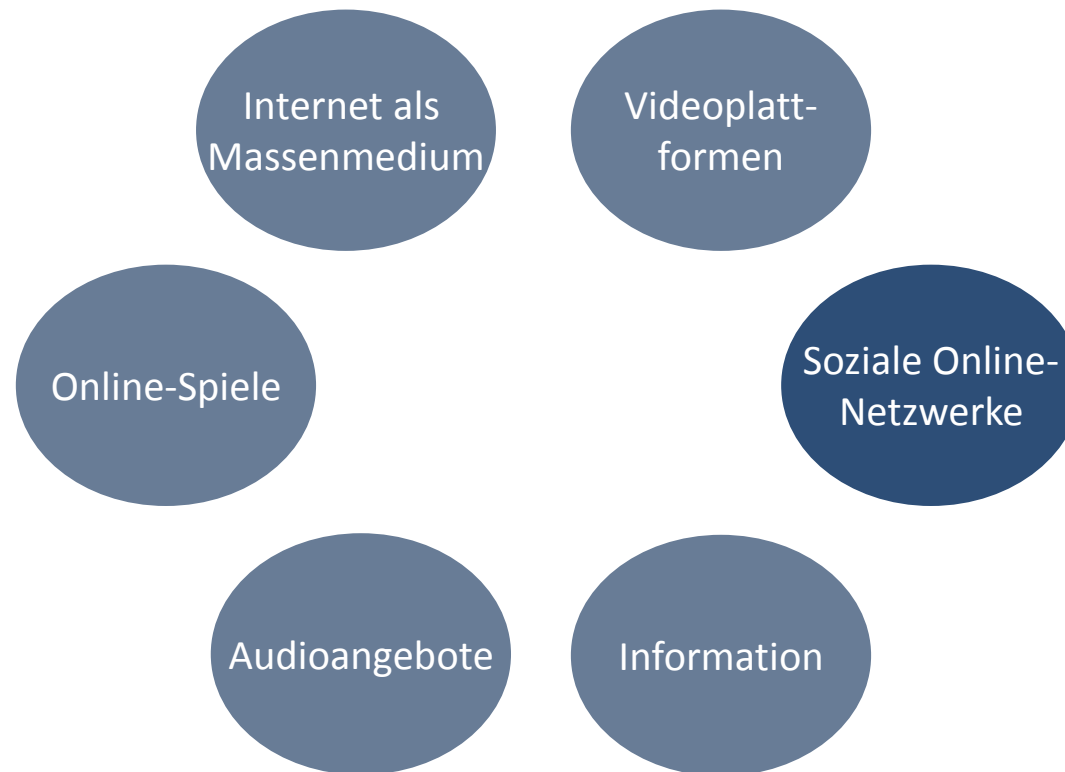 Internet als
Massenmedium
Videoplatt-
formen
Online-Spiele
Soziale Online-
Netzwerke
Audioangebote
Information